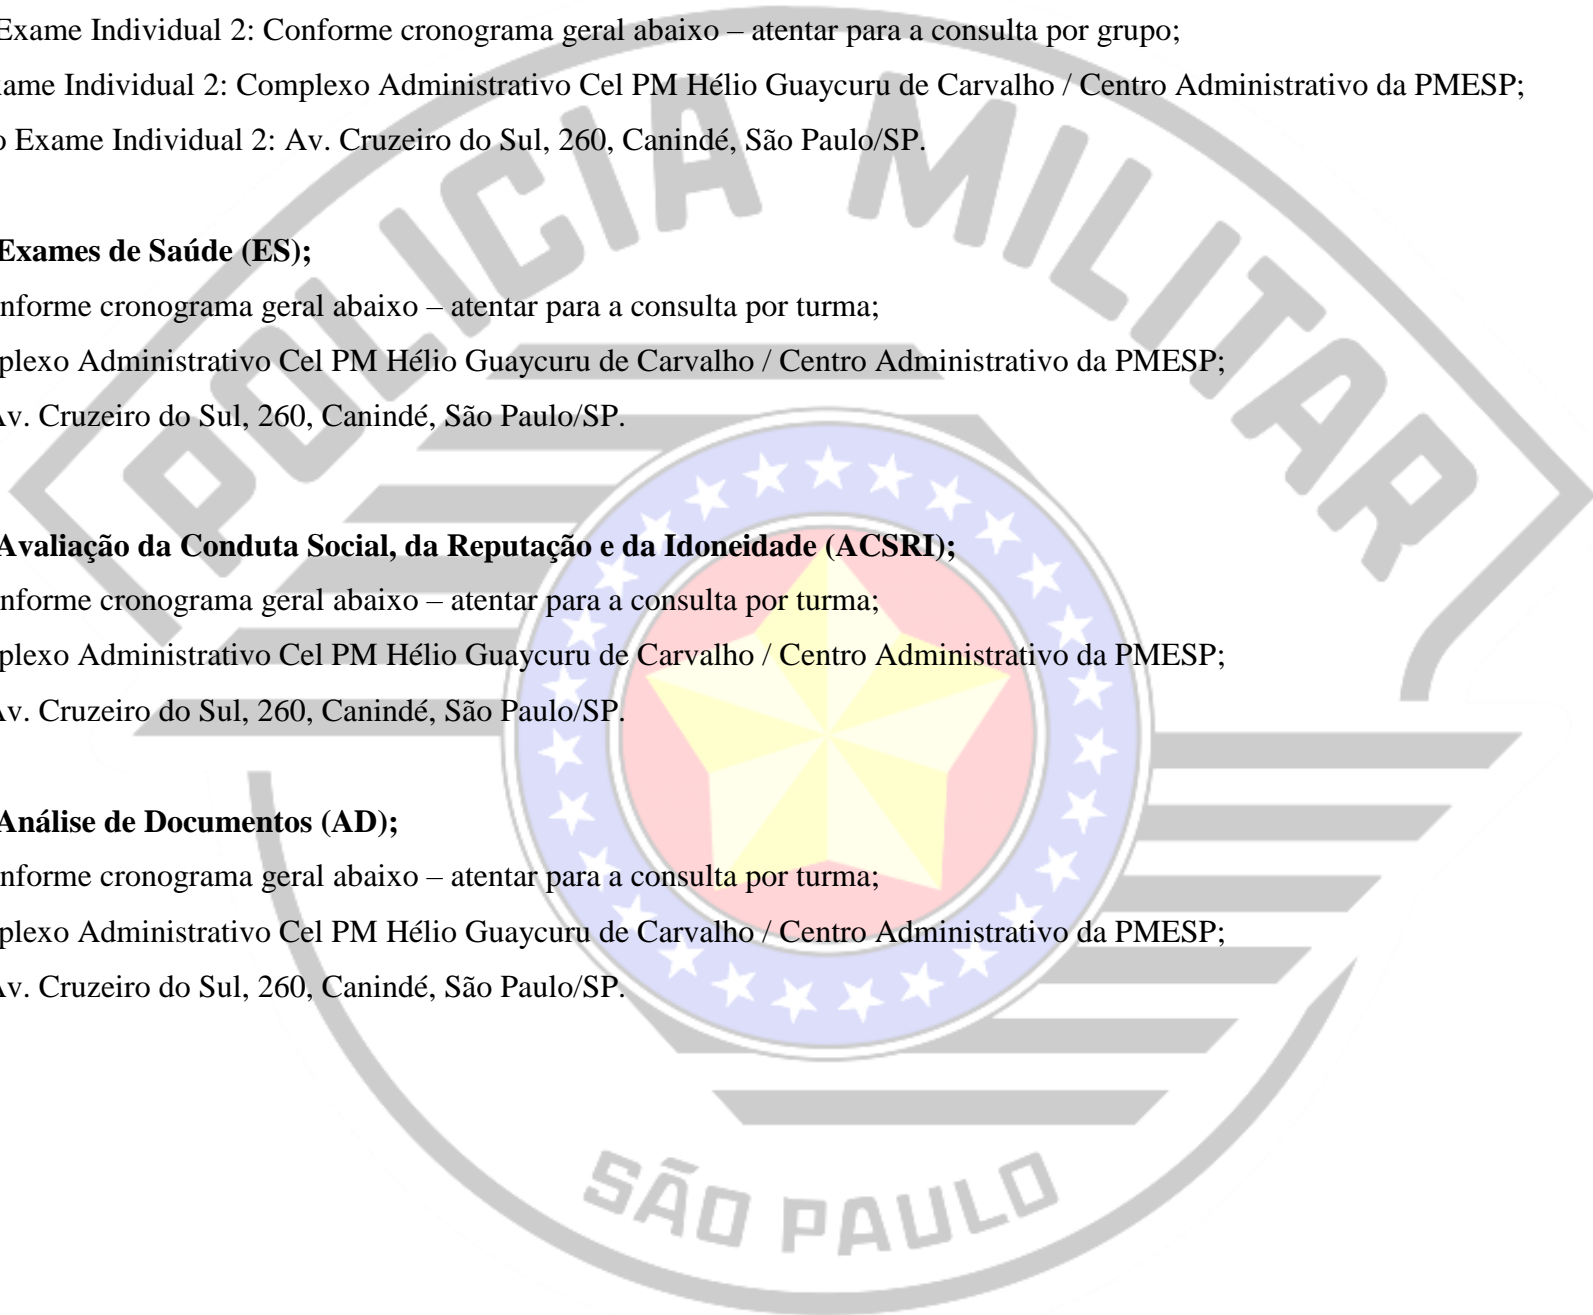 Exame Individual 2: Conforme cronograma geral abaixo – atentar para a consulta por grupo;
ame Individual 2: Complexo Administrativo Cel PM Hélio Guaycuru de Carvalho / Centro Administrativo da PMESP;
o Exame Individual 2: Av. Cruzeiro do Sul, 260, Canindé, São Paulo/SP.
Exames de Saúde (ES);
nforme cronograma geral abaixo – atentar para a consulta por turma;
plexo Administrativo Cel PM Hélio Guaycuru de Carvalho / Centro Administrativo da PMESP;
Av. Cruzeiro do Sul, 260, Canindé, São Paulo/SP.
Avaliação da Conduta Social, da Reputação e da Idoneidade (ACSRI);
nforme cronograma geral abaixo – atentar para a consulta por turma;
plexo Administrativo Cel PM Hélio Guaycuru de Carvalho / Centro Administrativo da PMESP;
Av. Cruzeiro do Sul, 260, Canindé, São Paulo/SP.
Análise de Documentos (AD);
nforme cronograma geral abaixo – atentar para a consulta por turma;
plexo Administrativo Cel PM Hélio Guaycuru de Carvalho / Centro Administrativo da PMESP;
Av. Cruzeiro do Sul, 260, Canindé, São Paulo/SP.
POLICIA MILITAR
SÃO PAULO